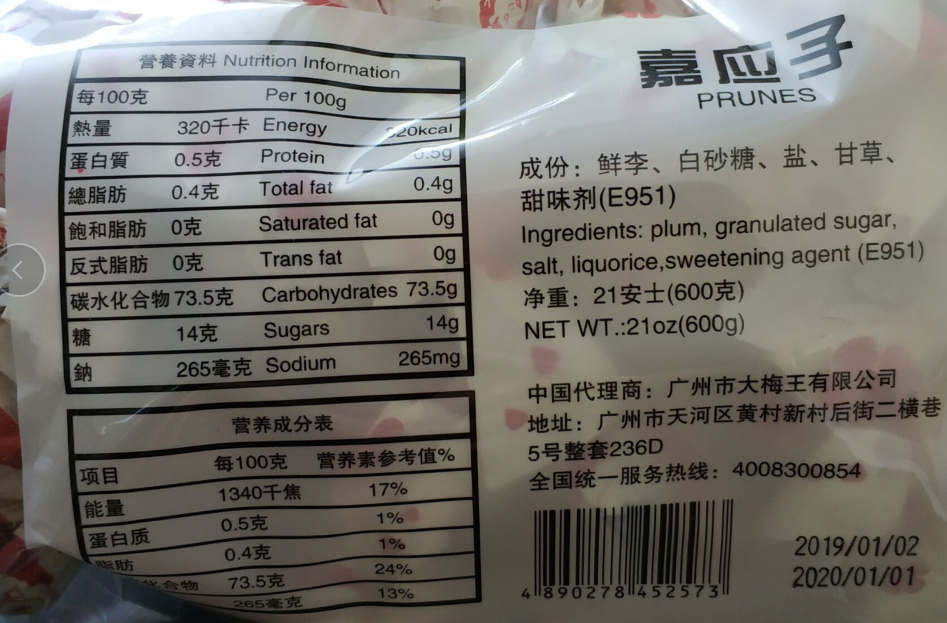 营養資料 Nutrition Information
每100克 Per 100g
熱量 320千卡 Energy 320kcal
蛋白質 0.5克 Protein 0.5g
總脂肪 0.4克 Total fat 0.4g
飽和脂肪 0克 Saturated fat 0g
反式脂肪 0克 Trans fat 0g
碳水化合物 73.5克 Carbohydrates 73.5g
糖 14克 Sugars 14g
鈉 265毫克 Sodium 265mg
营养成分表
项目 每100克 营养素参考值%
能量 1340千焦 17%
蛋白质 0.5克 1%
脂肪 0.4克 1%
化合物 73.5克 24%
265毫克 13%
嘉应子
PRUNES
成份：鲜李、白砂糖、盐、甘草、
甜味剂(E951)
Ingredients: plum, granulated sugar,
salt, liquorice,sweetening agent (E951)
净重：21安士(600克)
NET WT.:21oz(600g)
中国代理商：广州市大梅王有限公司
地址：广州市天河区黄村新村后街二横巷
5号整套236D
全国统一服务热线：4008300854
4 890278 452573
2019/01/02
2020/01/01